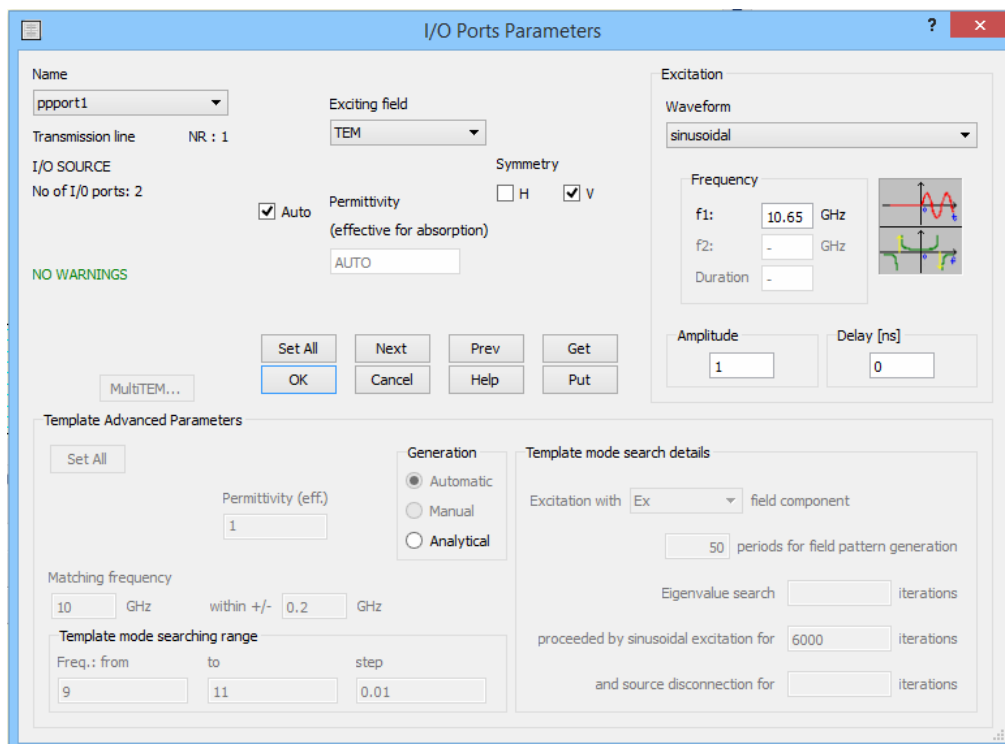 I/O Ports Parameters
?
Name
ppport1
Transmission line NR : 1
I/O SOURCE
No of I/0 ports: 2
NO WARNINGS
Exciting field
TEM
Symmetry
H V
Auto
Permittivity
(effective for absorption)
AUTO
Excitation
Waveform
sinusoidal
Frequency
f1: 10.65 GHz
f2: - GHz
Duration -
Amplitude
1
Delay [ns]
0
Set All Next Prev Get
OK Cancel Help Put
MultiTEM...
Template Advanced Parameters
Set All
Permittivity (eff.)
1
Generation
Automatic
Manual
Analytical
Matching frequency
10 GHz within +/- 0.2 GHz
Template mode searching range
Freq.: from to step
9 11 0.01
Template mode search details
Excitation with Ex field component
50 periods for field pattern generation
Eigenvalue search iterations
proceeded by sinusoidal excitation for 6000 iterations
and source disconnection for iterations